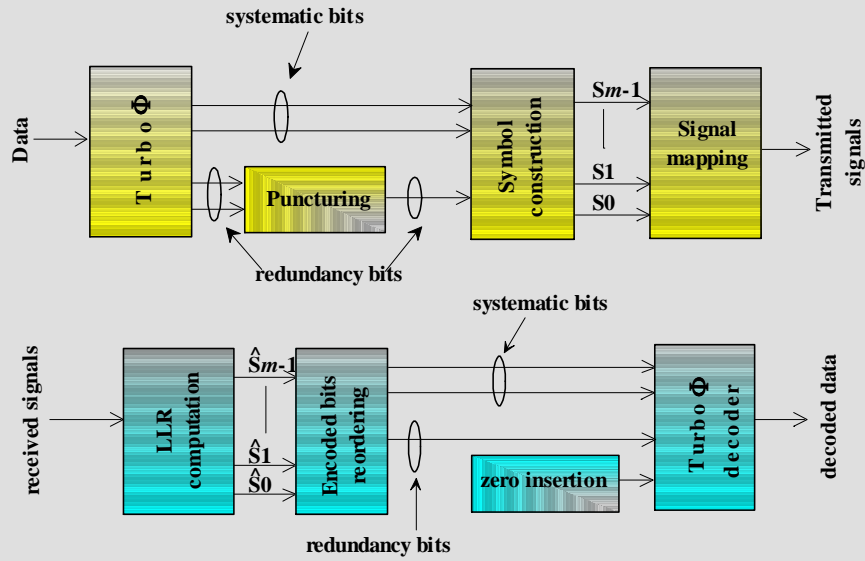 systematic bits
Data
Turbo Φ
Puncturing
redundancy bits
Symbol
construction
Sm-1
S1
S0
Signal
mapping
Transmitted
signals
systematic bits
received signals
LLR
computation
Ŝm-1
Ŝ1
Ŝ0
Encoded bits
reordering
redundancy bits
zero insertion
Turbo Φ
decoder
decoded data